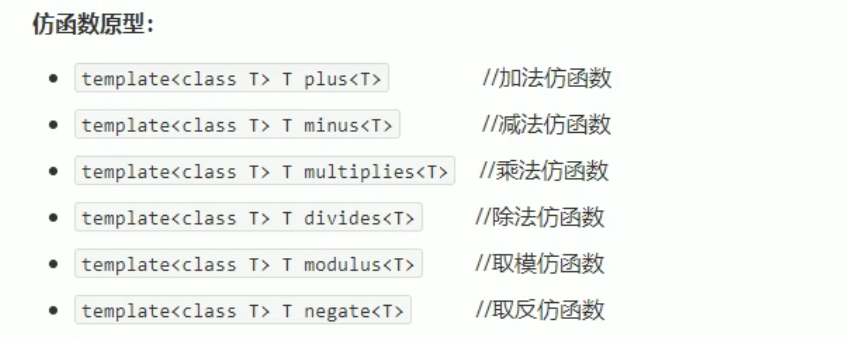 仿函数原型：
• template<class T> T plus<T> //加法仿函数
• template<class T> T minus<T> //减法仿函数
• template<class T> T multiplies<T> //乘法仿函数
• template<class T> T divides<T> //除法仿函数
• template<class T> T modulus<T> //取模仿函数
• template<class T> T negate<T> //取反仿函数